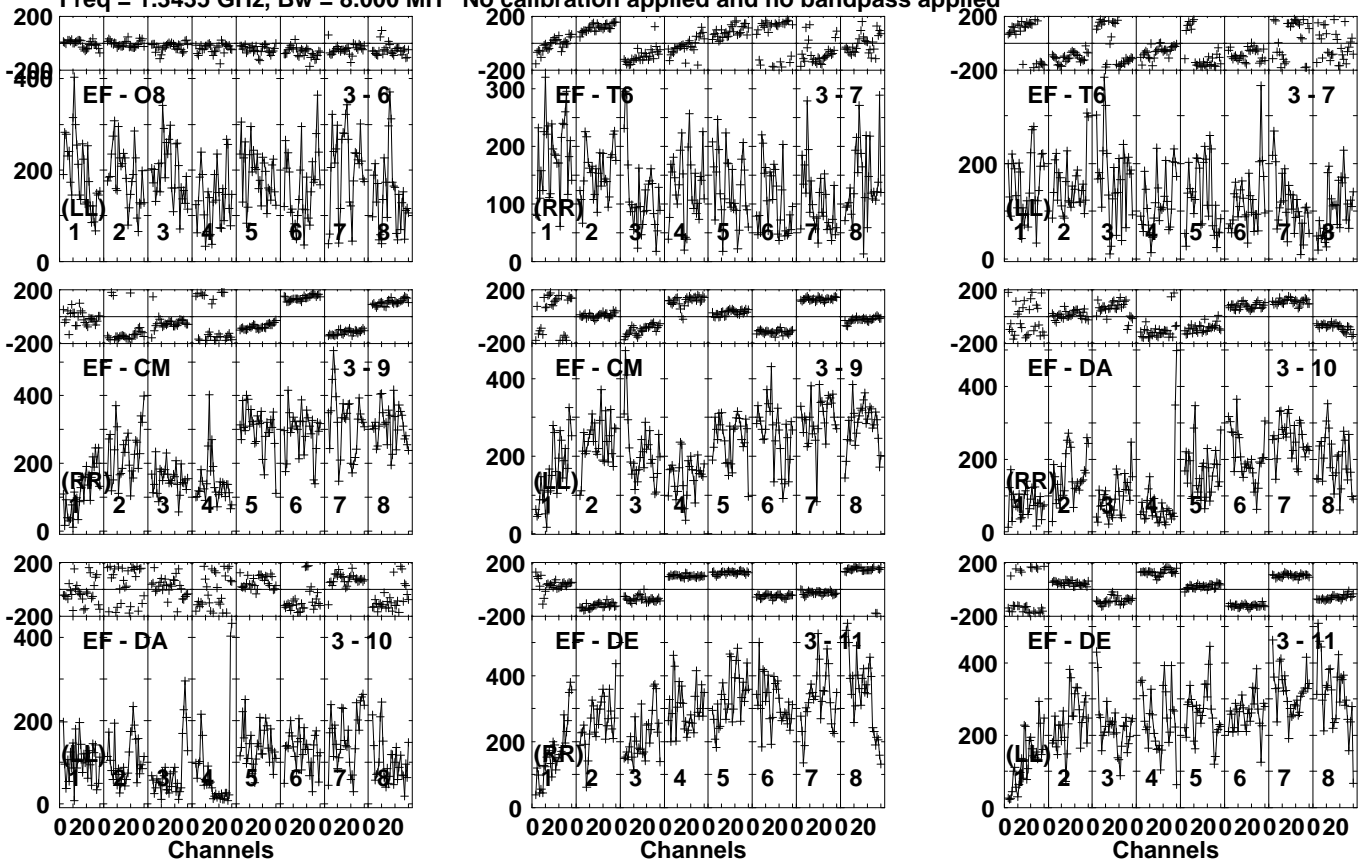 Freq = 1.3435 GHz, Bw = 8.000 MH No calibration applied and no bandpass applied
200 200 200
-200 -200 -200
400 EF - O8 3 - 6 300 EF - T6 3 - 7 EF - T6 3 - 7
200 200 200
100
(LL) (RR) (LL)
1 2 3 4 5 6 7 8 1 2 3 4 5 6 7 8 1 2 3 4 5 6 7 8
0 0 0
200 200 200
-200 -200 -200
EF - CM 3 - 9 EF - CM 3 - 9 EF - DA 3 - 10
400 400 400
200 200 200
(RR) (LL) (RR)
1 2 3 4 5 6 7 8 1 2 3 4 5 6 7 8 1 2 3 4 5 6 7 8
0 0 0
200 200 200
-200 -200 -200
EF - DA 3 - 10 EF - DE 3 - 11 EF - DE 3 - 11
400 400 400
200 200 200
(LL) (RR) (LL)
1 2 3 4 5 6 7 8 1 2 3 4 5 6 7 8 1 2 3 4 5 6 7 8
0 0 0
0 20 0 20 0 20 0 20 0 20 0 20 0 20 0 20 0 20 0 20 0 20 0 20 0 20 0 20 0 20 0 20 0 20 0 20 0 20 0 20 0 20 0 20 0 20 0 20
Channels Channels Channels